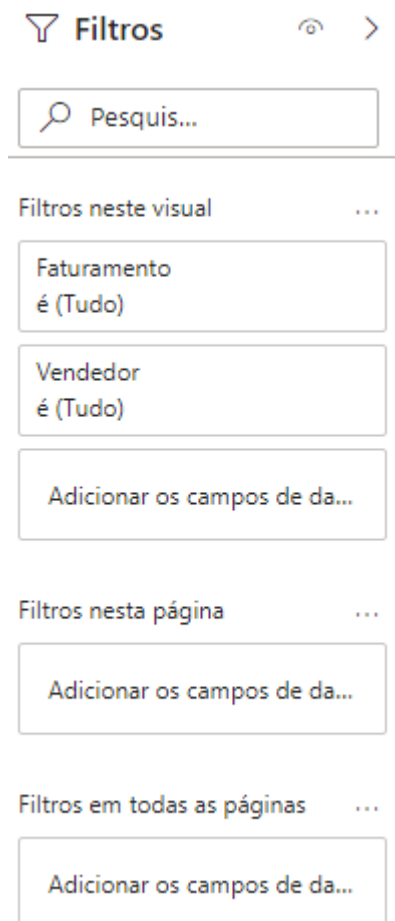 Filtros
Pesquis...
Filtros neste visual
Faturamento
é (Tudo)
Vendedor
é (Tudo)
Adicionar os campos de da...
Filtros nesta página
Adicionar os campos de da...
Filtros em todas as páginas
Adicionar os campos de da...